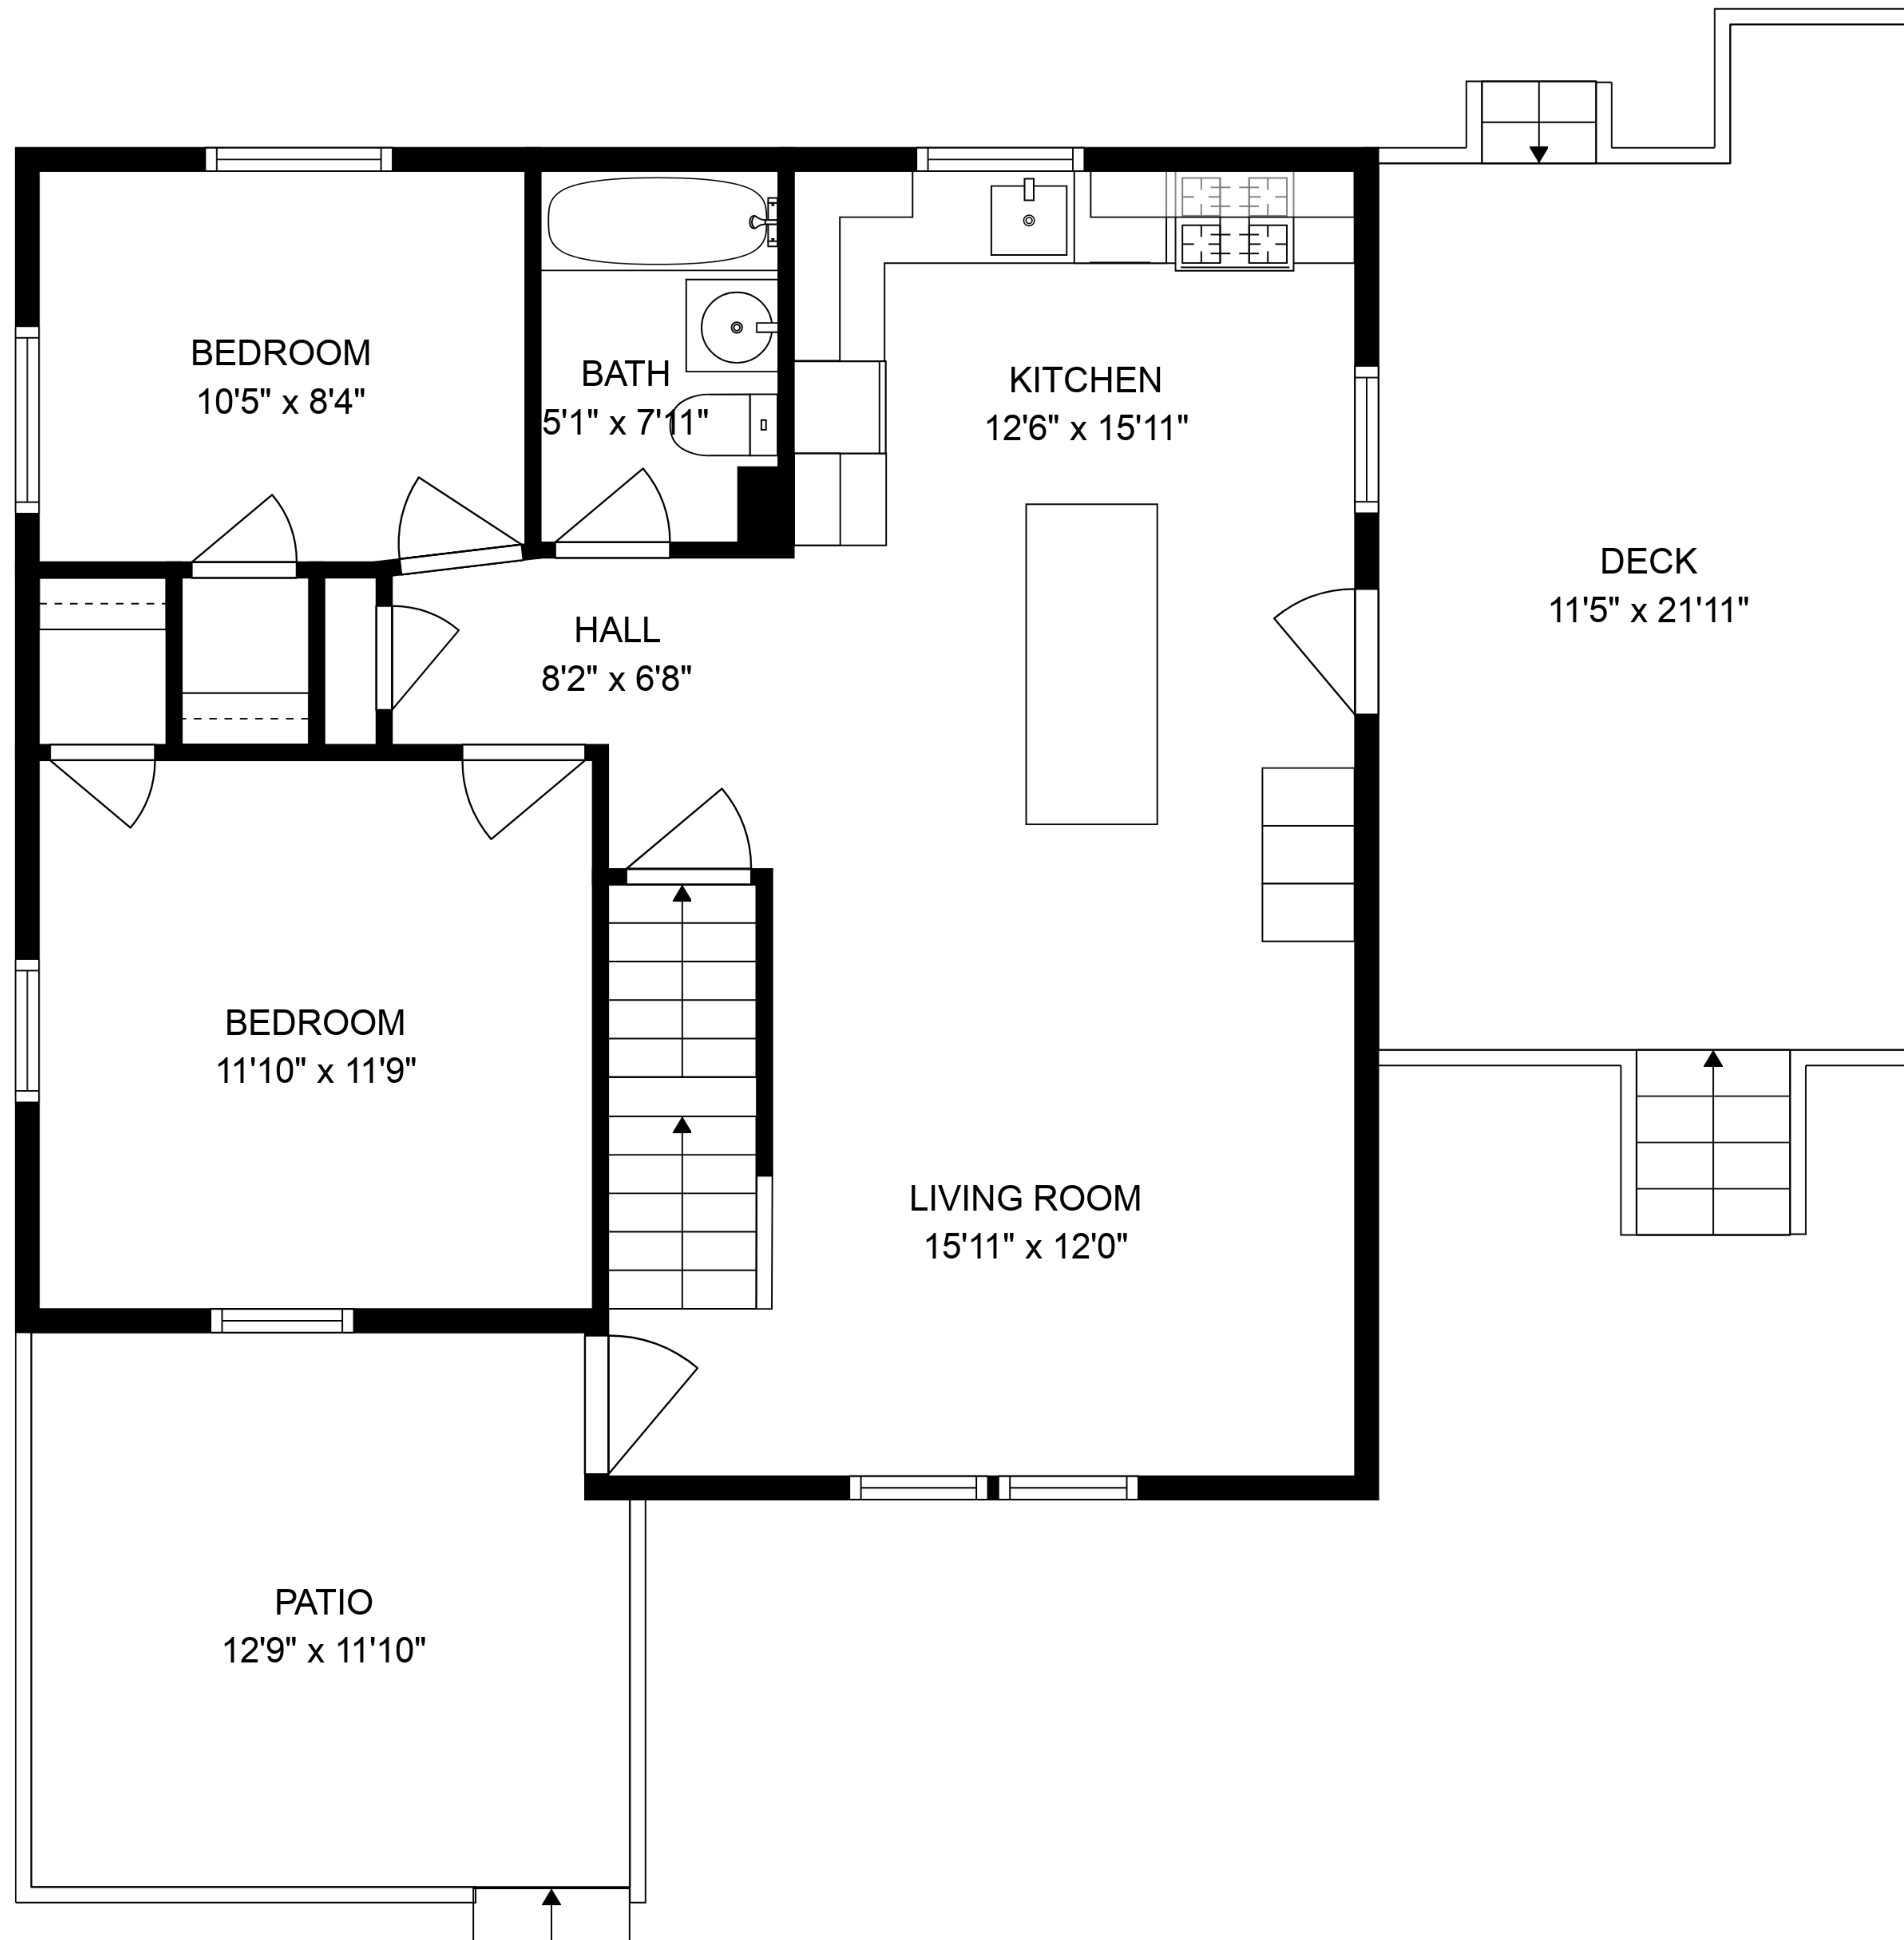 BEDROOM
10'5" x 8'4"
BATH
5'1" x 7'11"
KITCHEN
12'6" x 15'11"
DECK
11'5" x 21'11"
HALL
8'2" x 6'8"
BEDROOM
11'10" x 11'9"
LIVING ROOM
15'11" x 12'0"
PATIO
12'9" x 11'10"